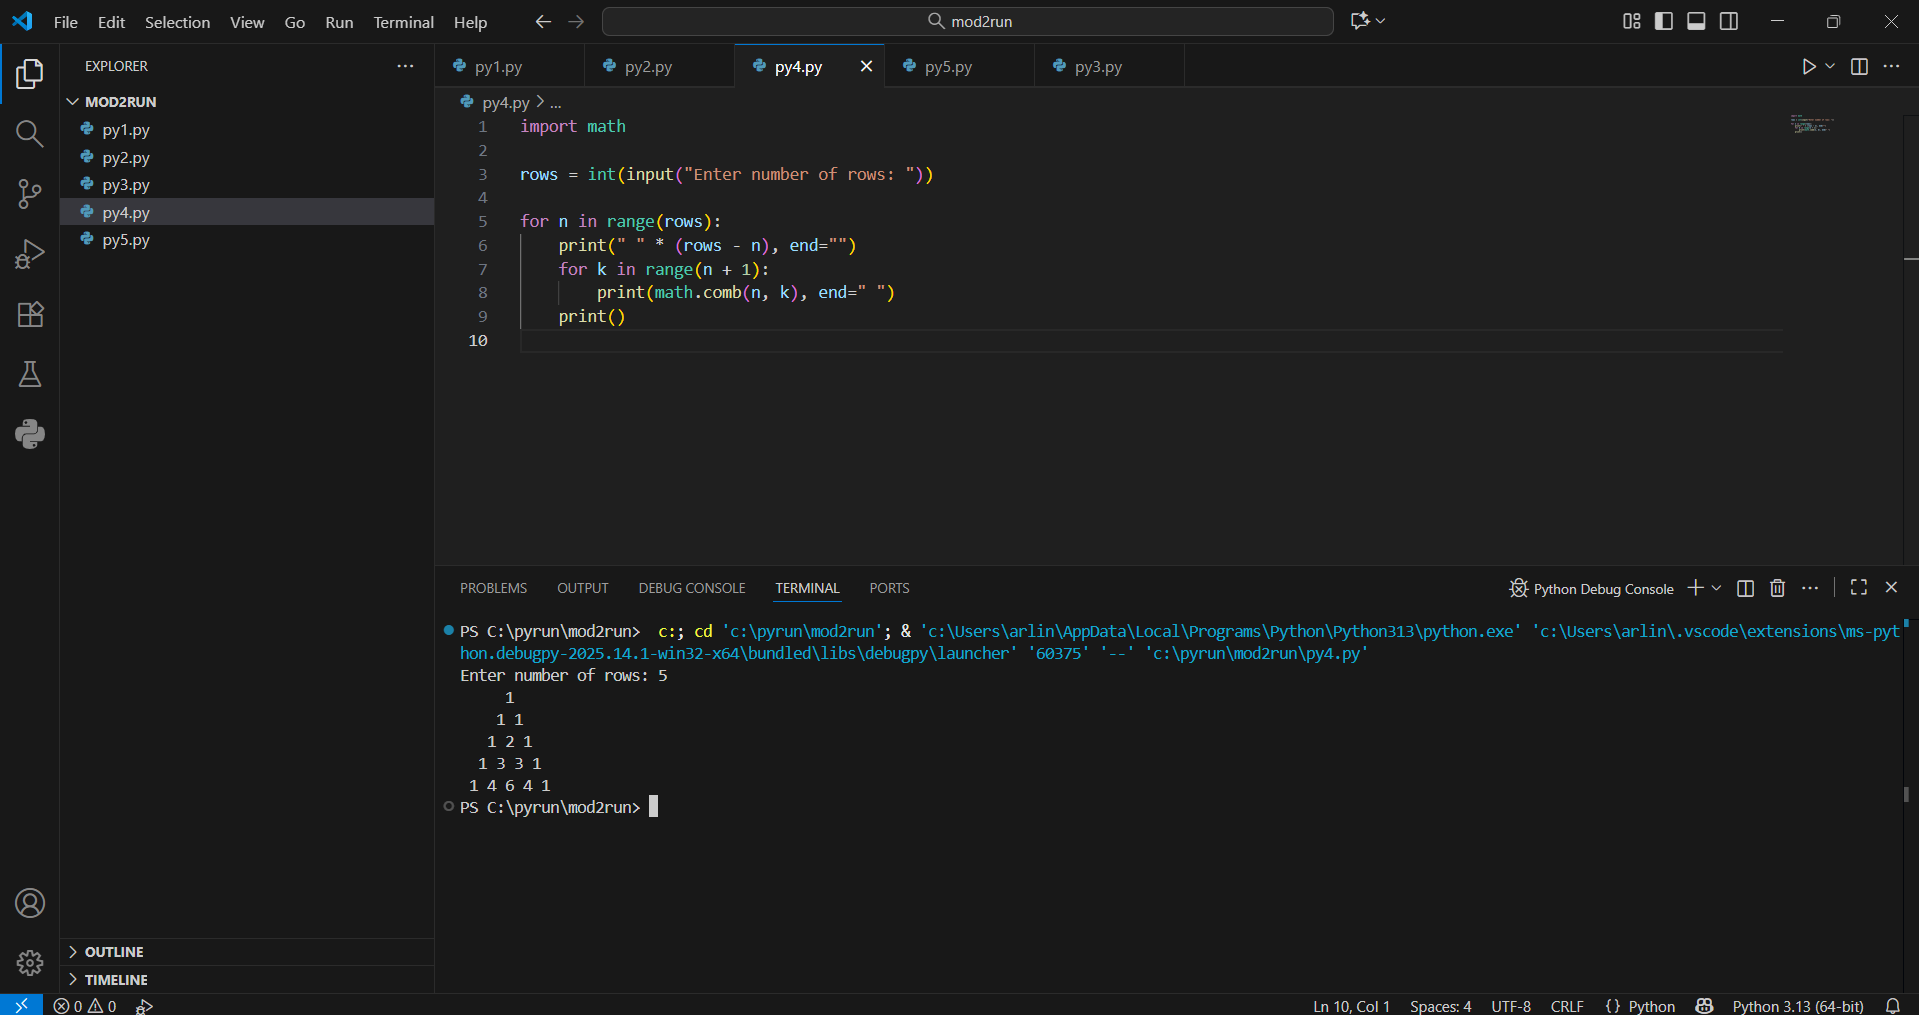 File Edit Selection View Go Run Terminal Help
mod2run
EXPLORER
MOD2RUN
py1.py
py2.py
py3.py
py4.py
py5.py
OUTLINE
TIMELINE
py1.py py2.py py4.py py5.py py3.py
py4.py > ...
1 import math
2
3 rows = int(input("Enter number of rows: "))
4
5 for n in range(rows):
6     print(" " * (rows - n), end="")
7     for k in range(n + 1):
8         print(math.comb(n, k), end=" ")
9     print()
10
PROBLEMS OUTPUT DEBUG CONSOLE TERMINAL PORTS
Python Debug Console
PS C:\pyrun\mod2run>  c:; cd 'c:\pyrun\mod2run'; & 'c:\Users\arlin\AppData\Local\Programs\Python\Python313\python.exe' 'c:\Users\arlin\.vscode\extensions\ms-pyt
hon.debugpy-2025.14.1-win32-x64\bundled\libs\debugpy\launcher' '60375' '--' 'c:\pyrun\mod2run\py4.py'
Enter number of rows: 5
     1
    1 1
   1 2 1
  1 3 3 1
 1 4 6 4 1
PS C:\pyrun\mod2run>
0 0
Ln 10, Col 1 Spaces: 4 UTF-8 CRLF {} Python Python 3.13 (64-bit)